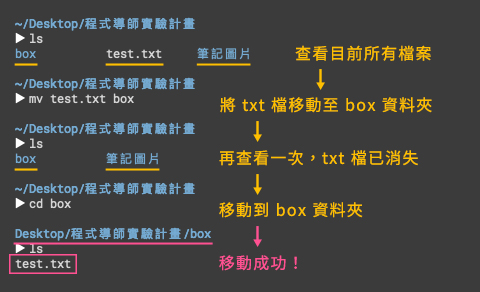 ~/Desktop/程式導師實驗計畫
▶ ls
box test.txt 筆記圖片
查看目前所有檔案
~/Desktop/程式導師實驗計畫
▶ mv test.txt box
將 txt 檔移動至 box 資料夾
~/Desktop/程式導師實驗計畫
▶ ls
box 筆記圖片
再查看一次，txt 檔已消失
~/Desktop/程式導師實驗計畫
▶ cd box
移動到 box 資料夾
Desktop/程式導師實驗計畫/box
▶ ls
test.txt
移動成功！